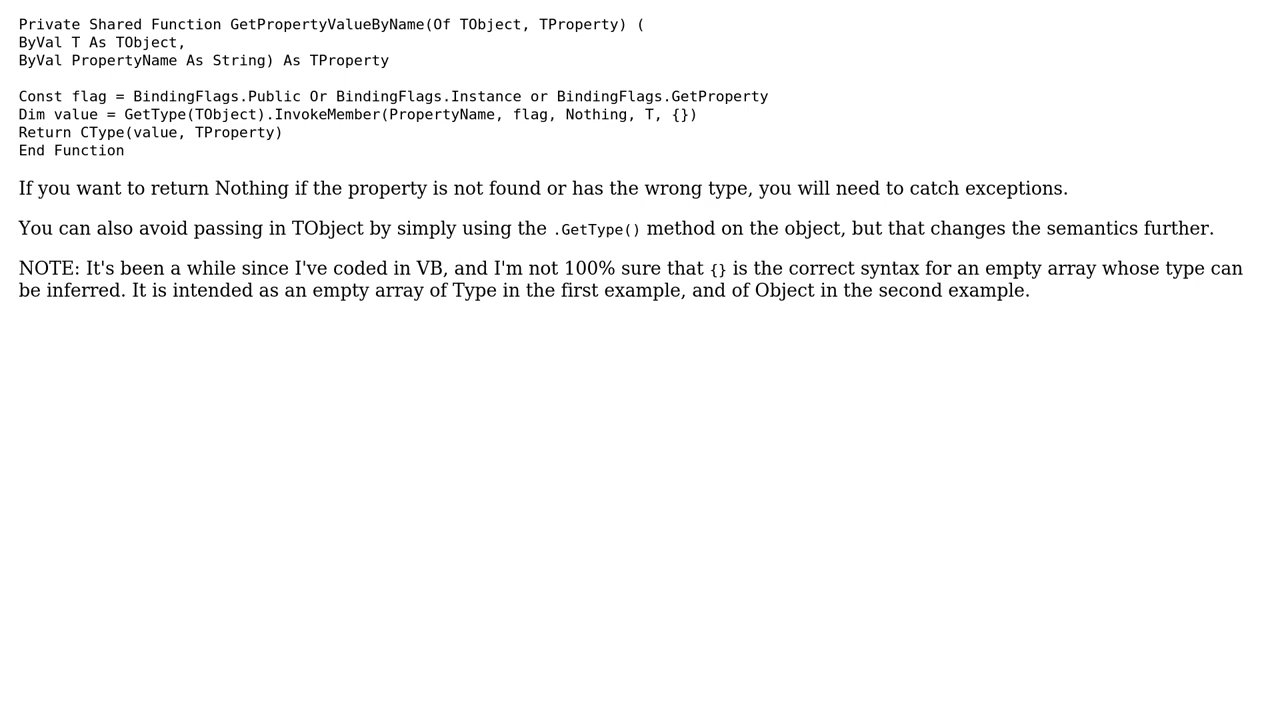 Private Shared Function GetPropertyValueByName(Of TObject, TProperty) (
ByVal T As TObject,
ByVal PropertyName As String) As TProperty
Const flag = BindingFlags.Public Or BindingFlags.Instance or BindingFlags.GetProperty
Dim value = GetType(TObject).InvokeMember(PropertyName, flag, Nothing, T, {})
Return CType(value, TProperty)
End Function
If you want to return Nothing if the property is not found or has the wrong type, you will need to catch exceptions.
You can also avoid passing in TObject by simply using the .GetType() method on the object, but that changes the semantics further.
NOTE: It's been a while since I've coded in VB, and I'm not 100% sure that {} is the correct syntax for an empty array whose type can
be inferred. It is intended as an empty array of Type in the first example, and of Object in the second example.